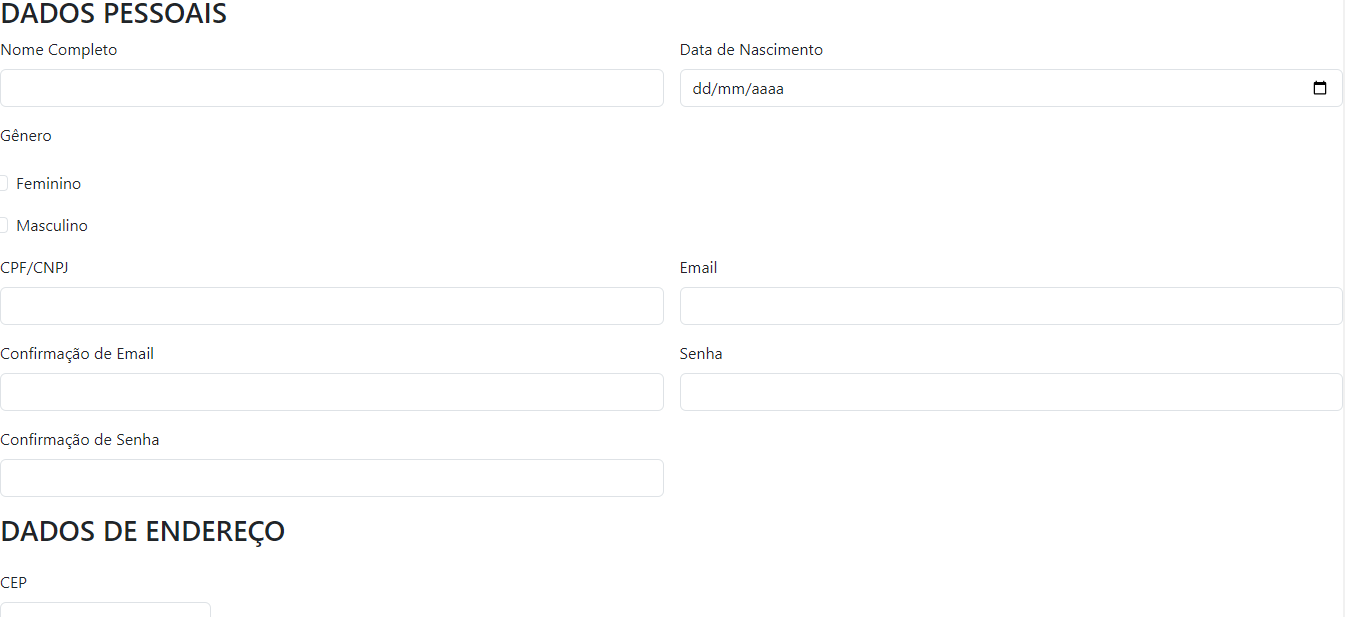 DADOS PESSOAIS
Nome Completo
Data de Nascimento
dd/mm/aaaa
Gênero
Feminino
Masculino
CPF/CNPJ
Email
Confirmação de Email
Senha
Confirmação de Senha
DADOS DE ENDEREÇO
CEP